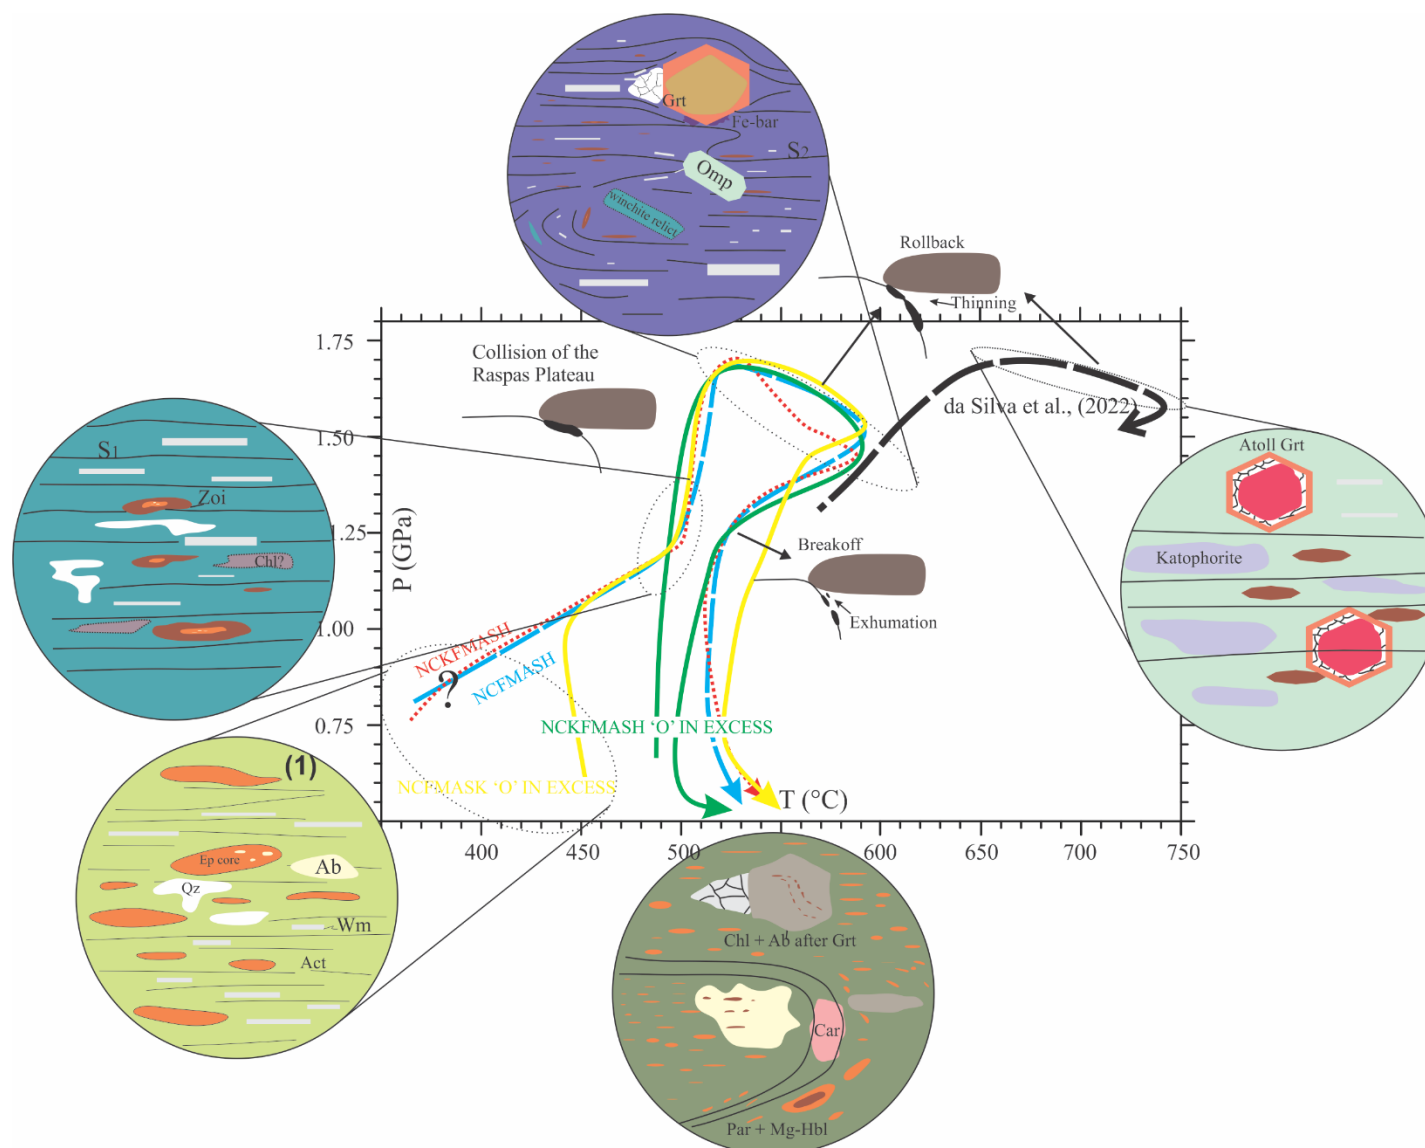 Grt
Fe-bar
S2
Omp
winchite relict
Rollback
Thinning
Collision of the
Raspas Plateau
da Silva et al., (2022)
S1
Zoi
Chl?
Atoll Grt
Katophorite
1.75
1.50
1.25
1.00
0.75
P (GPa)
Breakoff
Exhumation
NCKFMASH
NCFMASH
?
NCKFMASH ‘O’ IN EXCESS
NCFMASK ‘O’ IN EXCESS
T (°C)
400
450
500
550
600
650
700
750
(1)
Ep core
Ab
Qz
Wm
Act
Chl + Ab after Grt
Car
Par + Mg-Hbl